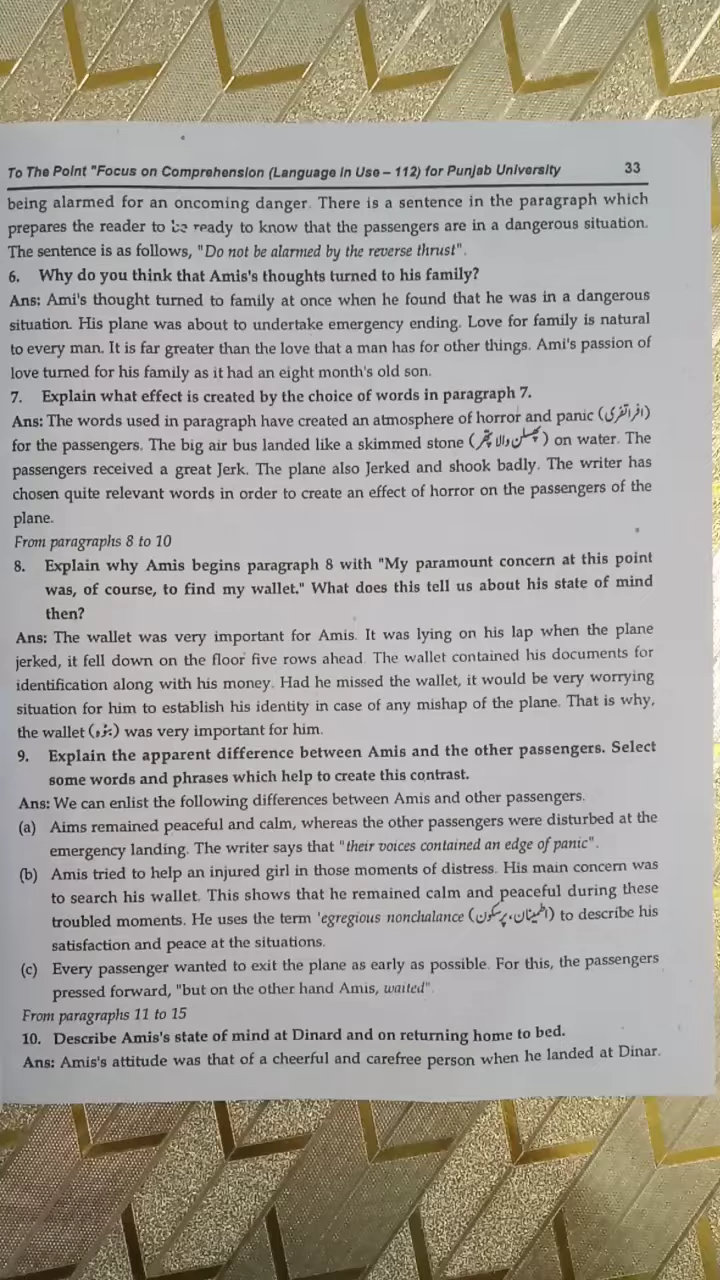 To The Point "Focus on Comprehension (Language in Use – 112) for Punjab University 33
being alarmed for an oncoming danger. There is a sentence in the paragraph which
prepares the reader to be ready to know that the passengers are in a dangerous situation.
The sentence is as follows, "Do not be alarmed by the reverse thrust".
6. Why do you think that Amis's thoughts turned to his family?
Ans: Ami's thought turned to family at once when he found that he was in a dangerous
situation. His plane was about to undertake emergency ending. Love for family is natural
to every man. It is far greater than the love that a man has for other things. Ami's passion of
love turned for his family as it had an eight month's old son.
7. Explain what effect is created by the choice of words in paragraph 7.
Ans: The words used in paragraph have created an atmosphere of horror and panic (افراتفری)
for the passengers. The big air bus landed like a skimmed stone (پھسلن والا پتھر) on water. The
passengers received a great Jerk. The plane also Jerked and shook badly. The writer has
chosen quite relevant words in order to create an effect of horror on the passengers of the
plane.
From paragraphs 8 to 10
8. Explain why Amis begins paragraph 8 with "My paramount concern at this point
was, of course, to find my wallet." What does this tell us about his state of mind
then?
Ans: The wallet was very important for Amis. It was lying on his lap when the plane
jerked, it fell down on the floor five rows ahead. The wallet contained his documents for
identification along with his money. Had he missed the wallet, it would be very worrying
situation for him to establish his identity in case of any mishap of the plane. That is why,
the wallet (بٹوہ) was very important for him.
9. Explain the apparent difference between Amis and the other passengers. Select
some words and phrases which help to create this contrast.
Ans: We can enlist the following differences between Amis and other passengers.
(a) Aims remained peaceful and calm, whereas the other passengers were disturbed at the
emergency landing. The writer says that "their voices contained an edge of panic".
(b) Amis tried to help an injured girl in those moments of distress. His main concern was
to search his wallet. This shows that he remained calm and peaceful during these
troubled moments. He uses the term 'egregious nonchalance (اطمینان، پرسکون) to describe his
satisfaction and peace at the situations.
(c) Every passenger wanted to exit the plane as early as possible. For this, the passengers
pressed forward, "but on the other hand Amis, waited".
From paragraphs 11 to 15
10. Describe Amis's state of mind at Dinard and on returning home to bed.
Ans: Amis's attitude was that of a cheerful and carefree person when he landed at Dinar.